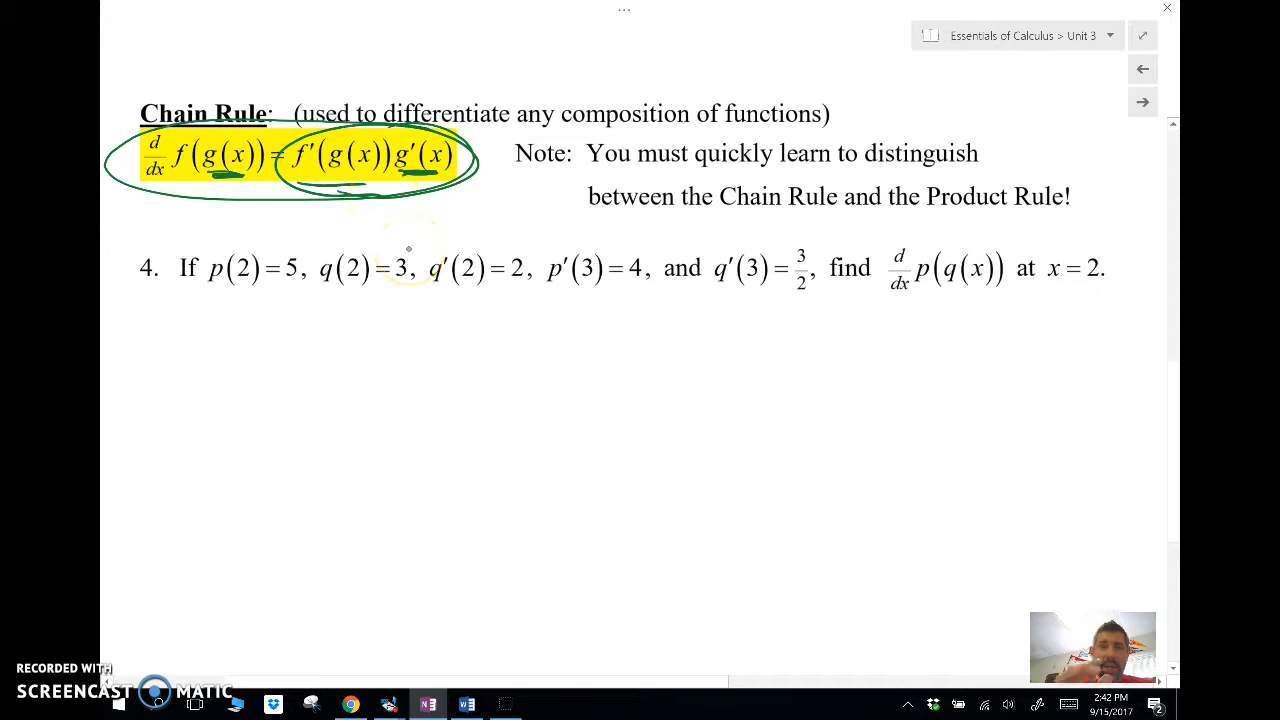 ...
Essentials of Calculus > Unit 3
Chain Rule: (used to differentiate any composition of functions)
d/dx f(g(x)) = f′(g(x))g′(x) Note: You must quickly learn to distinguish
between the Chain Rule and the Product Rule!
4. If p(2) = 5, q(2) = 3, q′(2) = 2, p′(3) = 4, and q′(3) = 3/2, find d/dx p(q(x)) at x = 2.
RECORDED WITH
SCREENCAST MATIC
2:42 PM
9/15/2017
2